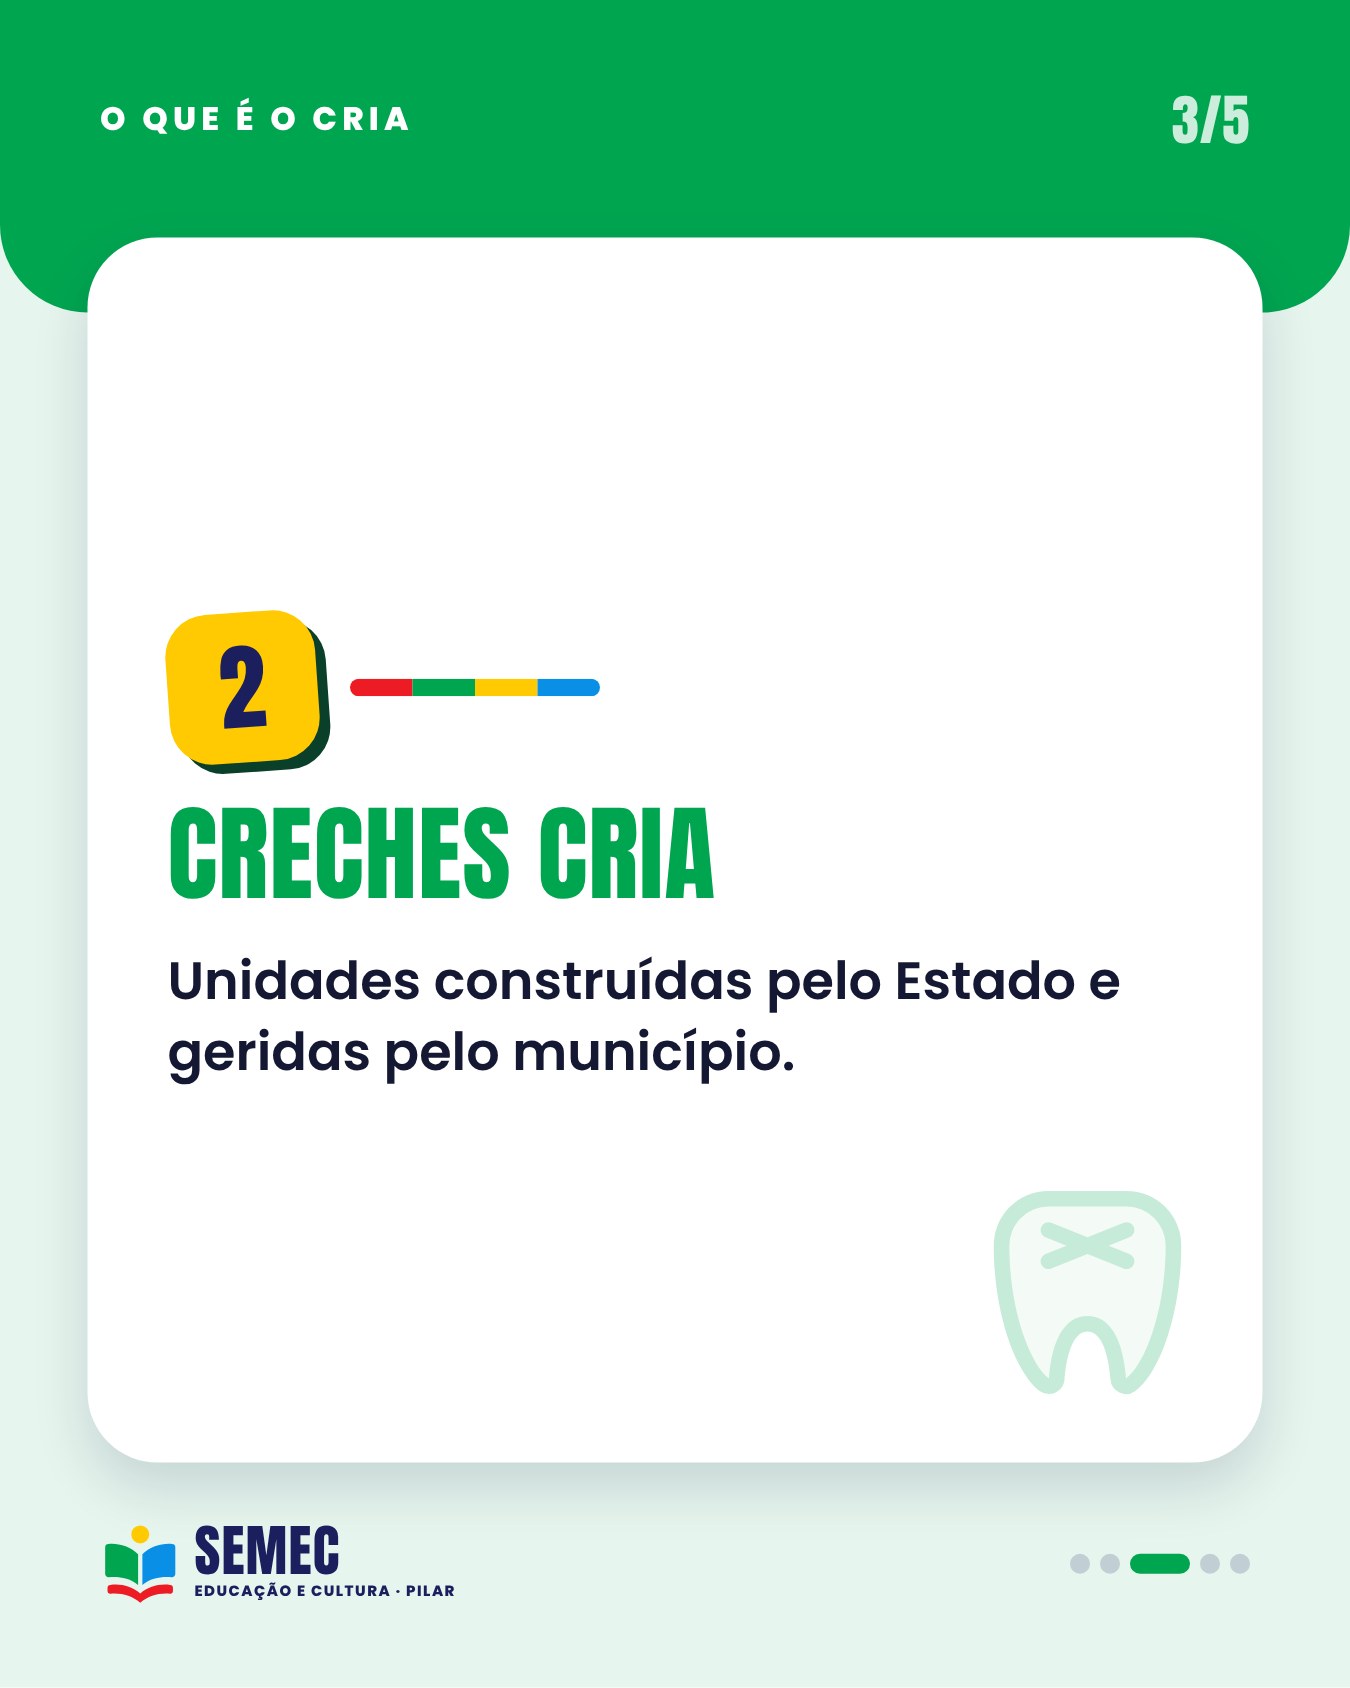 O QUE É O CRIA
3/5
2
CRECHES CRIA
Unidades construídas pelo Estado e
geridas pelo município.
SEMEC
EDUCAÇÃO E CULTURA · PILAR